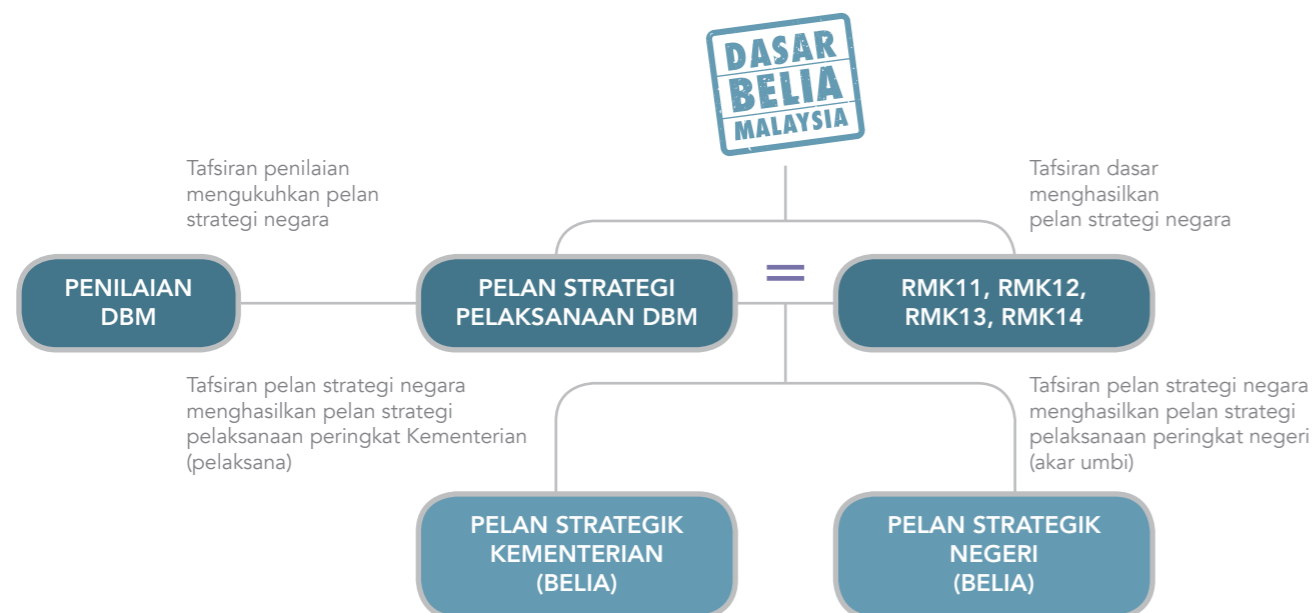 DASAR
BELIA
MALAYSIA
Tafsiran penilaian
mengukuhkan pelan
strategi negara
Tafsiran dasar
menghasilkan
pelan strategi negara
PENILAIAN
DBM
PELAN STRATEGI
PELAKSANAAN DBM
=
RMK11, RMK12,
RMK13, RMK14
Tafsiran pelan strategi negara
menghasilkan pelan strategi
pelaksanaan peringkat Kementerian
(pelaksana)
Tafsiran pelan strategi negara
menghasilkan pelan strategi
pelaksanaan peringkat negeri
(akar umbi)
PELAN STRATEGIK
KEMENTERIAN
(BELIA)
PELAN STRATEGIK
NEGERI
(BELIA)